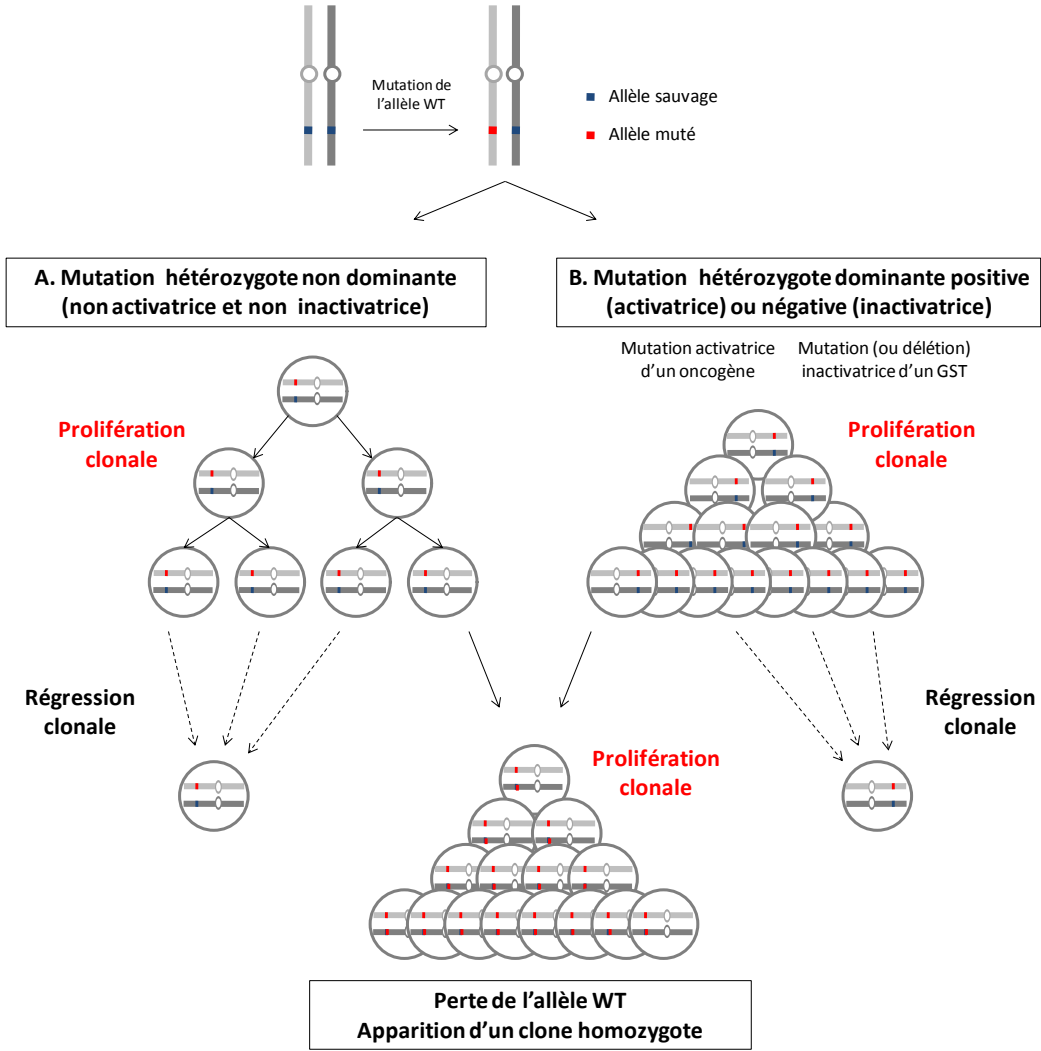 Mutation de
l'allèle WT
Allèle sauvage
Allèle muté
A. Mutation hétérozygote non dominante
(non activatrice et non inactivatrice)
B. Mutation hétérozygote dominante positive
(activatrice) ou négative (inactivatrice)
Mutation activatrice
d'un oncogène
Mutation (ou délétion)
inactivatrice d'un GST
Prolifération
clonale
Prolifération
clonale
Régression
clonale
Régression
clonale
Prolifération
clonale
Perte de l'allèle WT
Apparition d'un clone homozygote